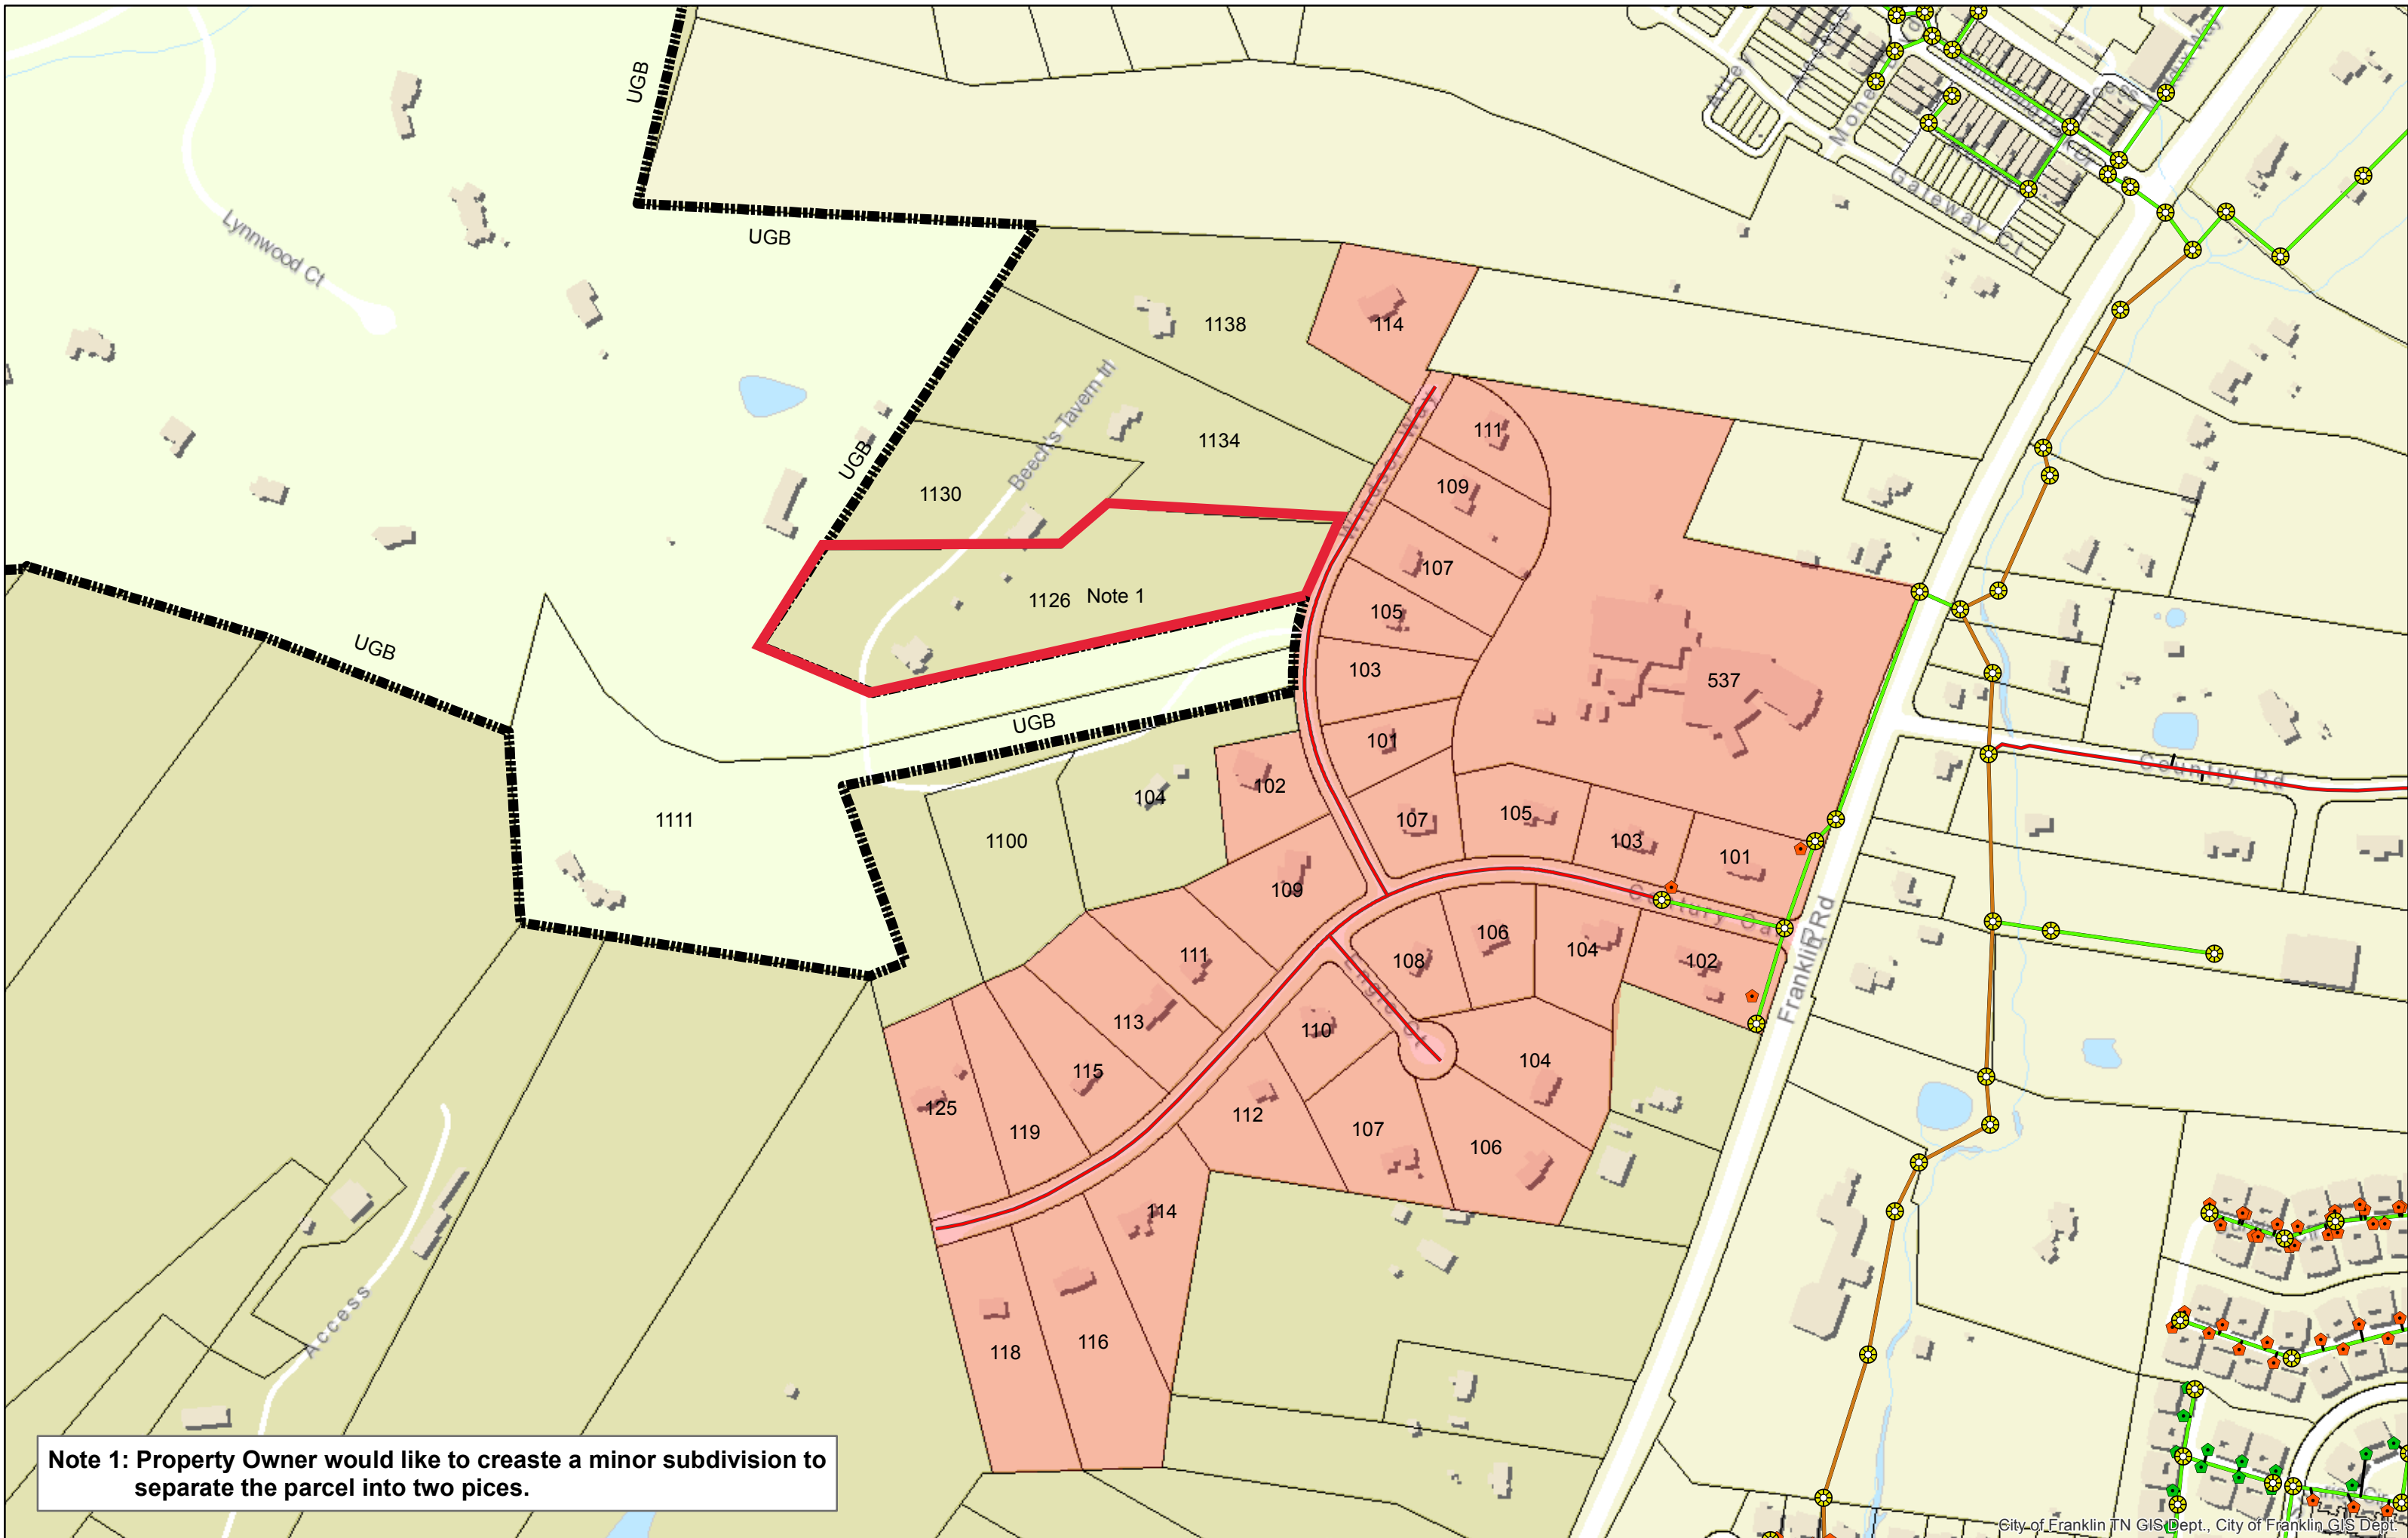 UGB
UGB
UGB
UGB
UGB
Lynnwood Ct
Gateway Ct
1138
114
1134
Beech's Tavern trl
1130
Windsor Way
111
109
107
105
103
101
1126 Note 1
537
Country Rd
1111
1100
104
102
107
105
103
101
109
111
113
115
119
125
108
106
104
102
Franklin Rd
110
112
107
106
104
114
116
118
Access
Note 1: Property Owner would like to creaste a minor subdivision to
separate the parcel into two pices.
City of Franklin TN GIS Dept., City of Franklin GIS Dept.